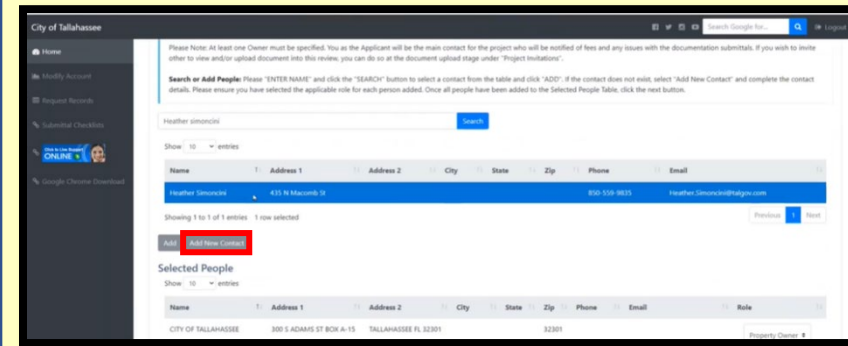 City of Tallahassee
Search Google for...
Logout
Home
Modify Account
Request Records
Submittal Checklists
Click to Live Support
ONLINE
Google Chrome Download
Please Note: At least one Owner must be specified. You as the Applicant will be the main contact for the project who will be notified of fees and any issues with the documentation submittals. If you wish to invite
other to view and/or upload document into this review, you can do so at the document upload stage under "Project Invitations".
Search or Add People: Please "ENTER NAME" and click the "SEARCH" button to select a contact from the table and click "ADD". If the contact does not exist, select "Add New Contact" and complete the contact
details. Please ensure you have selected the applicable role for each person added. Once all people have been added to the Selected People Table, click the next button.
Heather simoncini
Search
Show 10 entries
Name Address 1 Address 2 City State Zip Phone Email
Heather Simoncini 435 N Macomb St 850-559-9835 Heather.Simoncini@talgov.com
Showing 1 to 1 of 1 entries 1 row selected
Previous 1 Next
Add Add New Contact
Selected People
Show 10 entries
Name Address 1 Address 2 City State Zip Phone Email Role
CITY OF TALLAHASSEE 300 S ADAMS ST BOX A-15 TALLAHASSEE FL 32301 32301 Property Owner